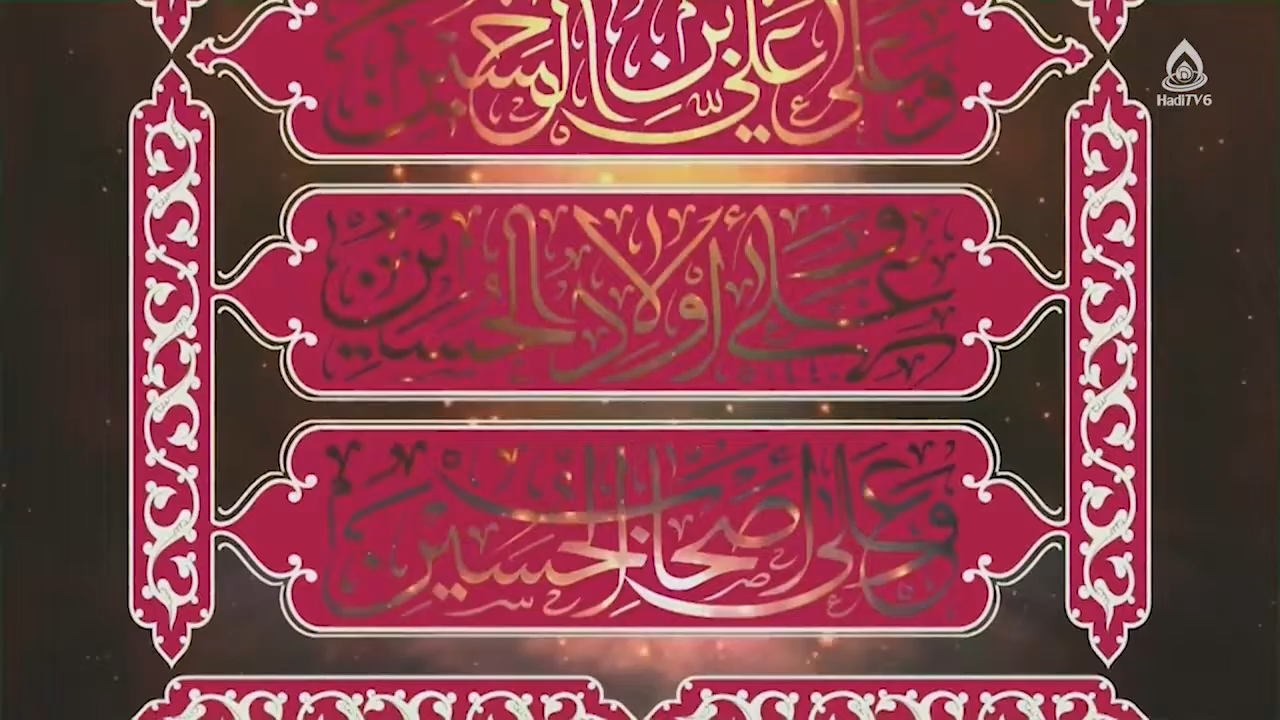 HadiTV6
وعلى علي بن الحسين
وعلى أولاد الحسين
وعلى أصحاب الحسين